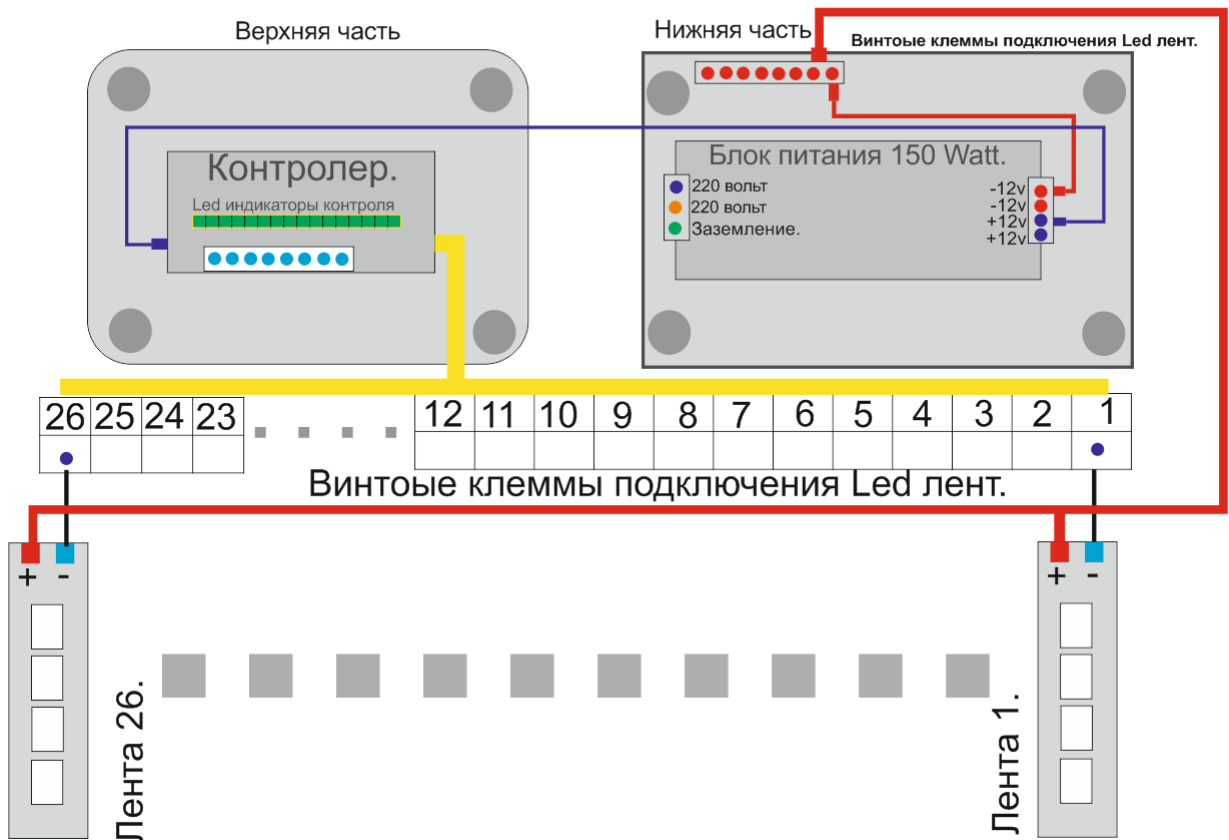 Верхняя часть
Нижняя часть
Винтоые клеммы подключения Led лент.
Контролер.
Led индикаторы контроля
Блок питания 150 Watt.
220 вольт
220 вольт
Заземление.
-12v
-12v
+12v
+12v
26 25 24 23 12 11 10 9 8 7 6 5 4 3 2 1
Винтоые клеммы подключения Led лент.
+ -
+ -
Лента 26.
Лента 1.